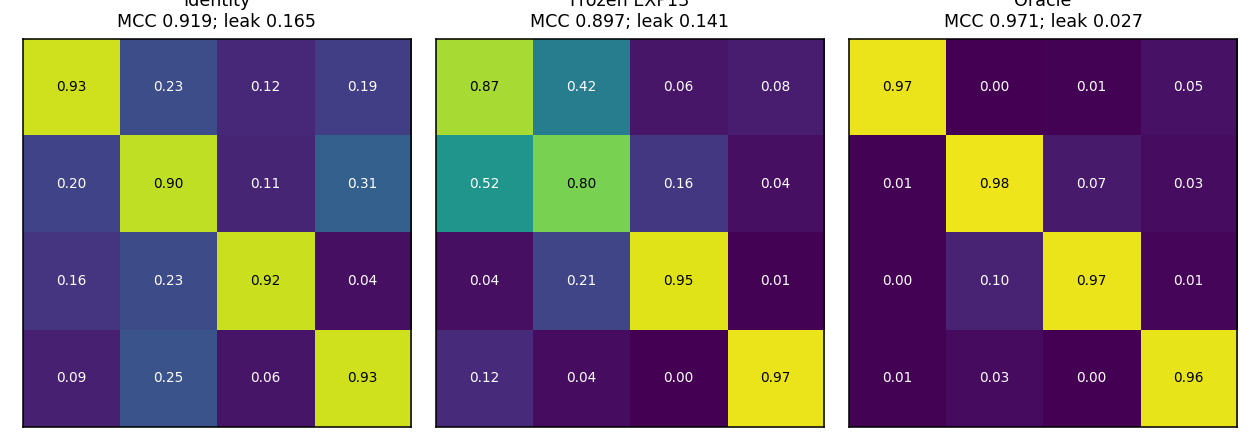 Identity
MCC 0.919; leak 0.165
Frozen EXP13
MCC 0.897; leak 0.141
Oracle
MCC 0.971; leak 0.027
0.93 0.23 0.12 0.19
0.20 0.90 0.11 0.31
0.16 0.23 0.92 0.04
0.09 0.25 0.06 0.93
0.87 0.42 0.06 0.08
0.52 0.80 0.16 0.04
0.04 0.21 0.95 0.01
0.12 0.04 0.00 0.97
0.97 0.00 0.01 0.05
0.01 0.98 0.07 0.03
0.00 0.10 0.97 0.01
0.01 0.03 0.00 0.96